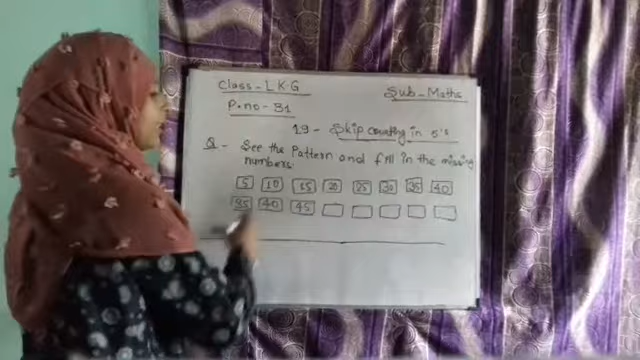 Class - L.K.G Sub - Maths
P.no - 31
19 - Skip counting in 5's
Q - See the Pattern and fill in the missing
numbers.
5 10 15 20 25 30 35 40
35 40 45